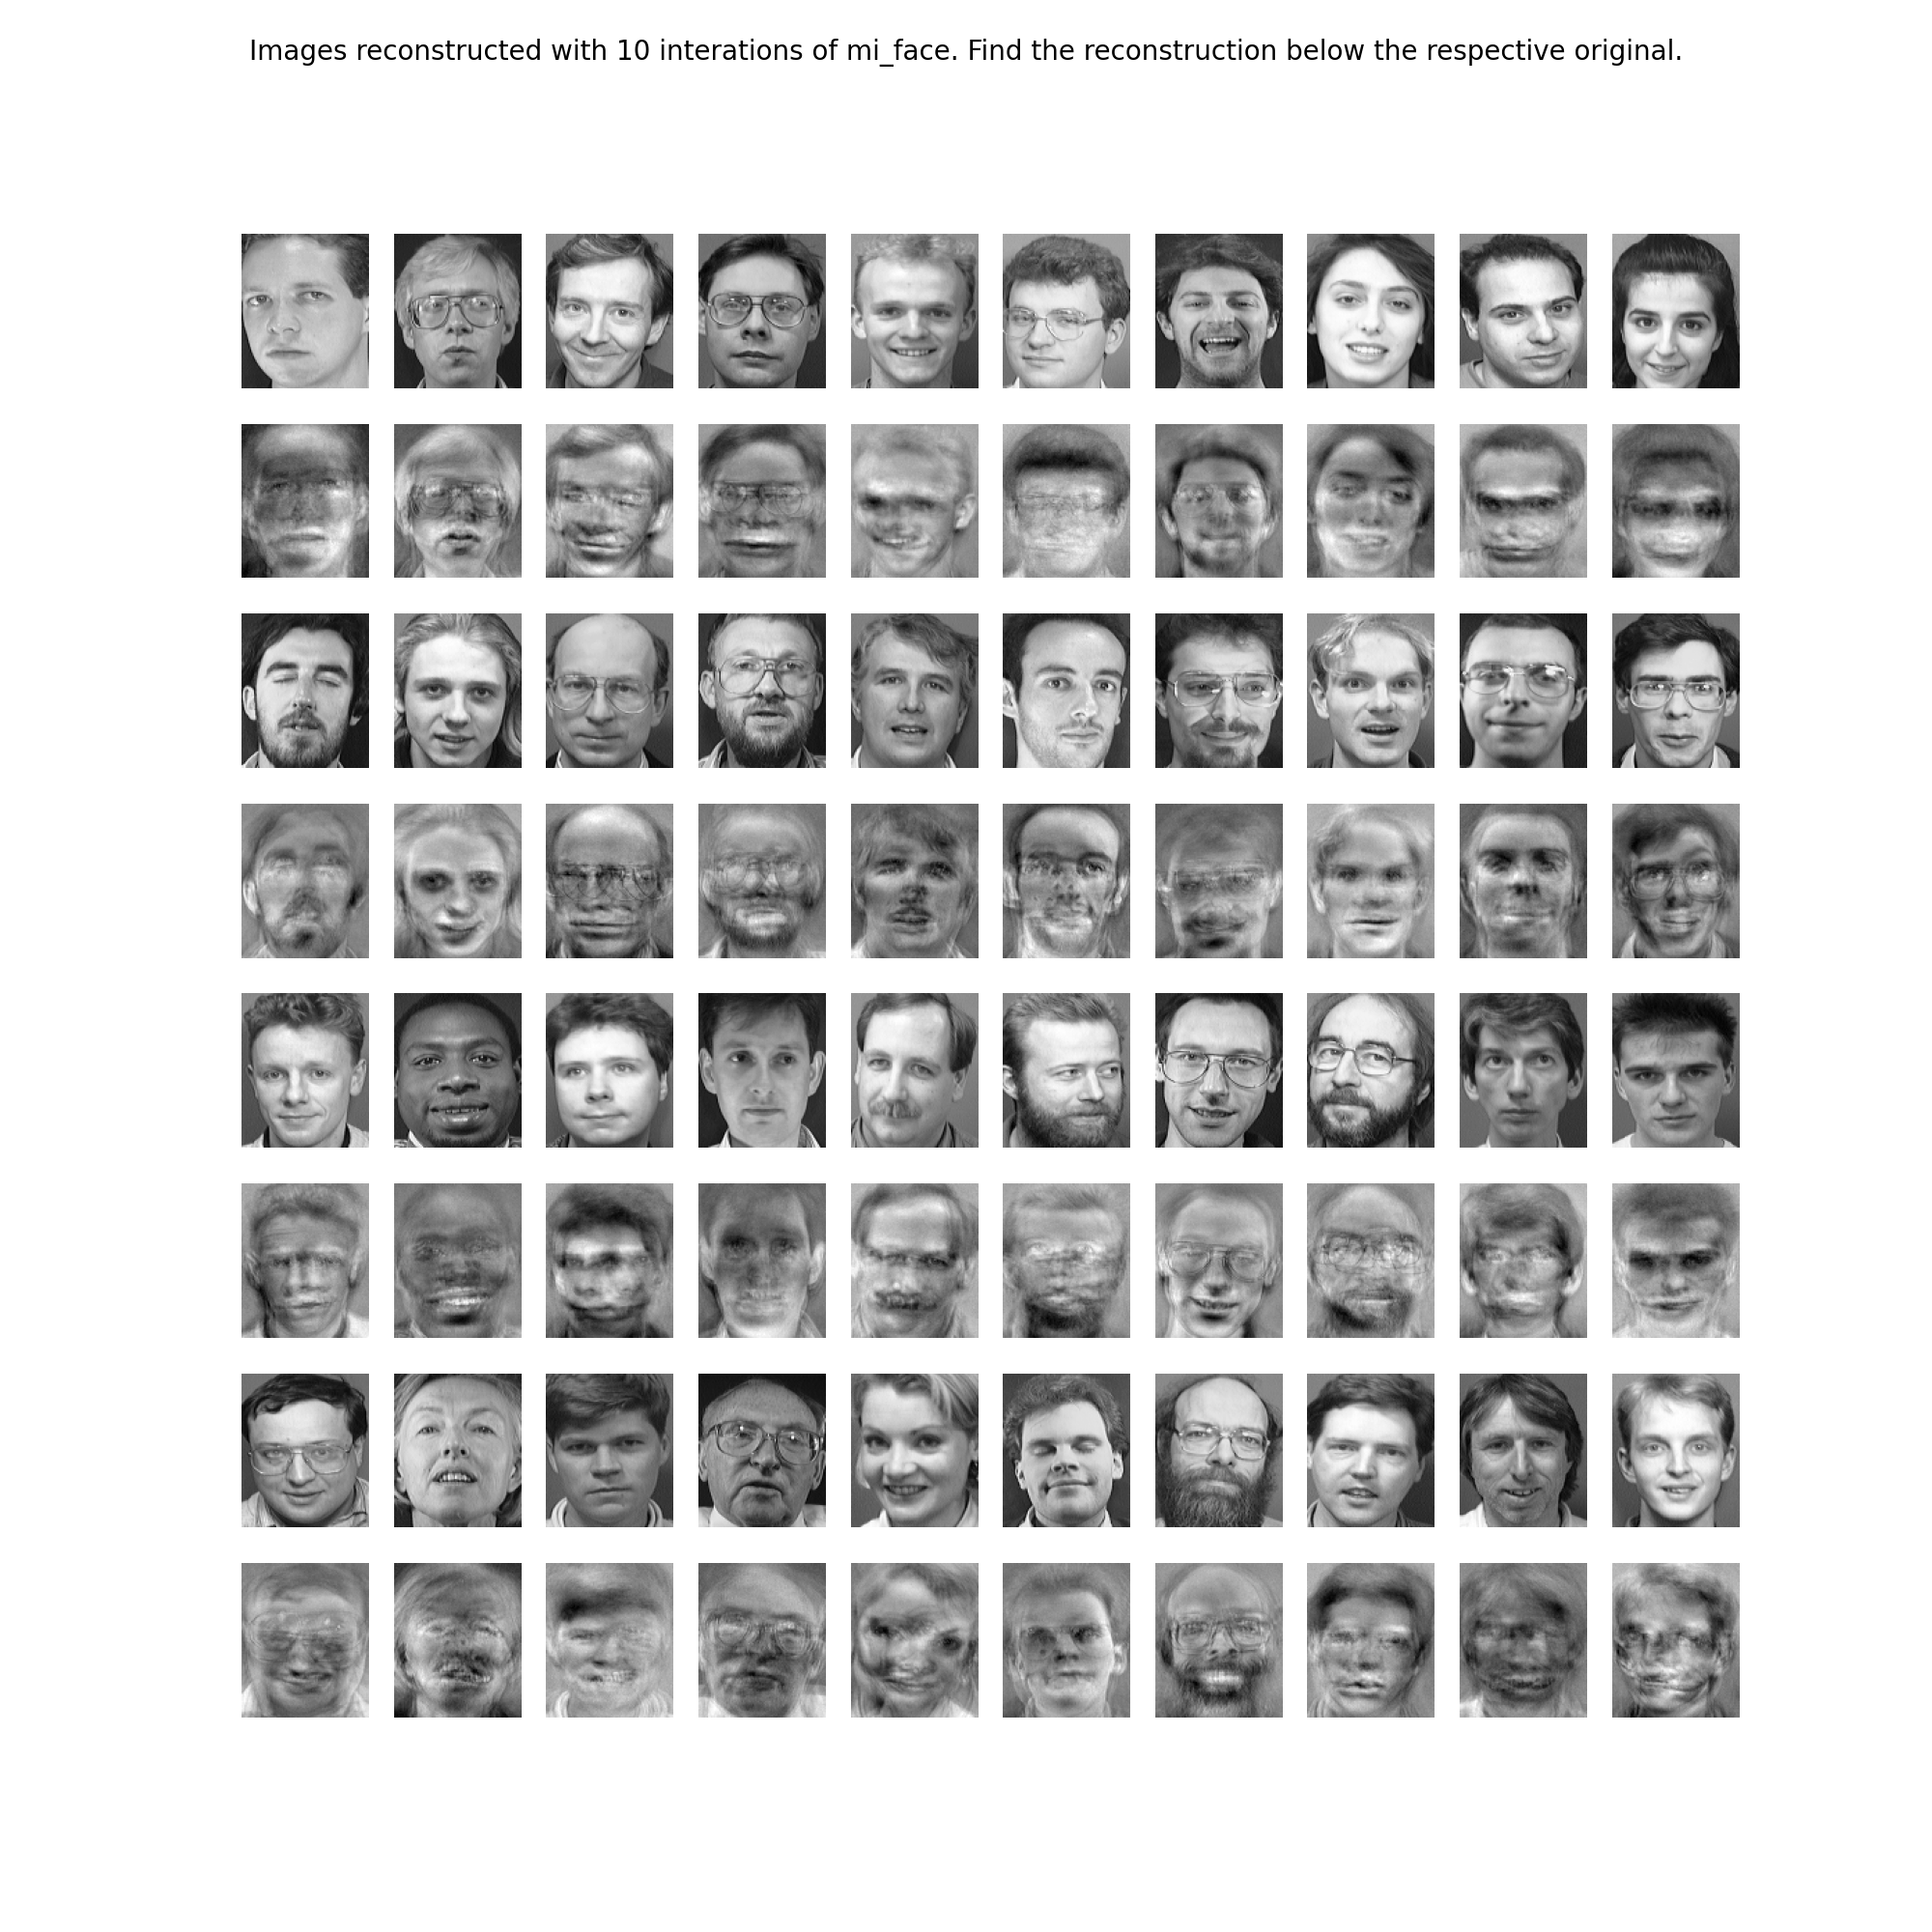 Images reconstructed with 10 interations of mi_face. Find the reconstruction below the respective original.